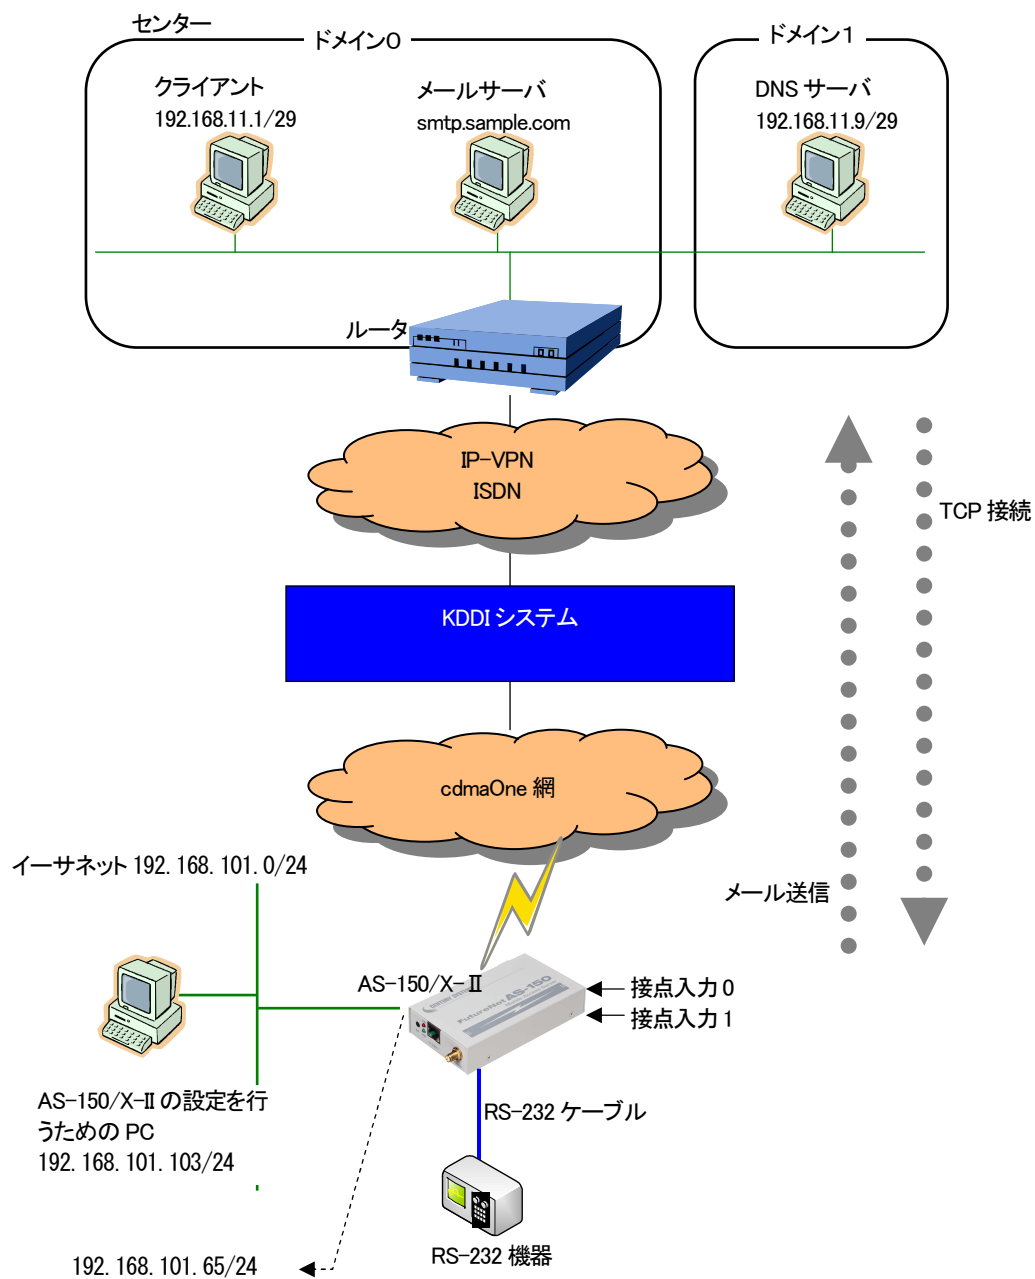 センター
ドメイン0
ドメイン1
クライアント
192.168.11.1/29
メールサーバ
smtp.sample.com
DNS サーバ
192.168.11.9/29
ルータ
IP-VPN
ISDN
TCP 接続
KDDI システム
cdmaOne 網
イーサネット 192.168.101.0/24
メール送信
AS-150/X-Ⅱ
FutureNet AS-150
接点入力 0
接点入力 1
AS-150/X-Ⅱ の設定を行
うための PC
192.168.101.103/24
RS-232 ケーブル
RS-232 機器
192.168.101.65/24